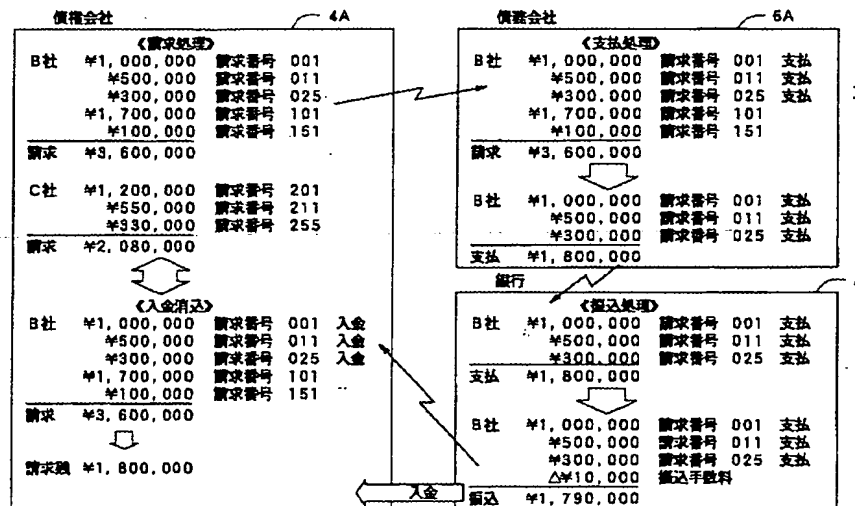 債権会社 4A
《請求処理》
B社 ¥1,000,000 請求番号 001
¥500,000 請求番号 011
¥300,000 請求番号 025
¥1,700,000 請求番号 101
¥100,000 請求番号 151
請求 ¥3,600,000
C社 ¥1,200,000 請求番号 201
¥550,000 請求番号 211
¥330,000 請求番号 255
請求 ¥2,080,000
《入金消込》
B社 ¥1,000,000 請求番号 001 入金
¥500,000 請求番号 011 入金
¥300,000 請求番号 025 入金
¥1,700,000 請求番号 101
¥100,000 請求番号 151
請求 ¥3,600,000
請求残 ¥1,800,000
債務会社 6A
《支払処理》
B社 ¥1,000,000 請求番号 001 支払
¥500,000 請求番号 011 支払
¥300,000 請求番号 025 支払
¥1,700,000 請求番号 101
¥100,000 請求番号 151
請求 ¥3,600,000
B社 ¥1,000,000 請求番号 001 支払
¥500,000 請求番号 011 支払
¥300,000 請求番号 025 支払
支払 ¥1,800,000
銀行
《振込処理》
B社 ¥1,000,000 請求番号 001 支払
¥500,000 請求番号 011 支払
¥300,000 請求番号 025 支払
支払 ¥1,800,000
B社 ¥1,000,000 請求番号 001 支払
¥500,000 請求番号 011 支払
¥300,000 請求番号 025 支払
△¥10,000 振込手数料
振込 ¥1,790,000
入金